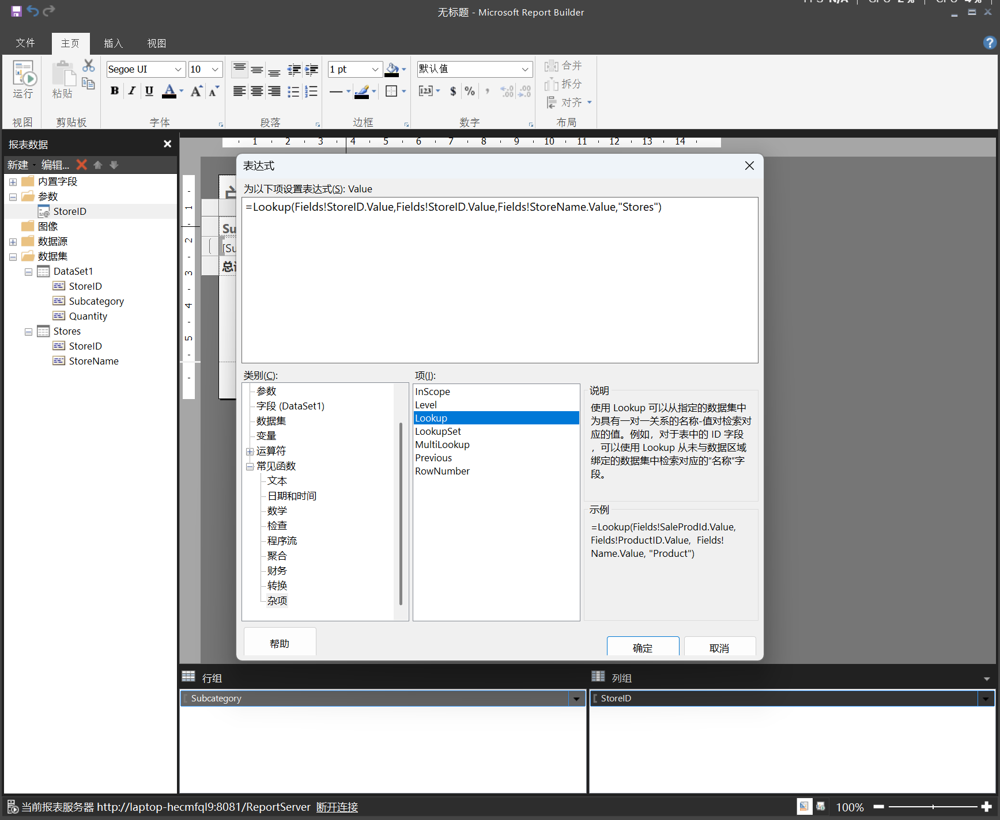 无标题 - Microsoft Report Builder
文件 主页 插入 视图
运行
视图
粘贴
剪贴板
Segoe UI 10
B I U A A A
字体
段落
1 pt
边框
默认值
[123] $ % , .00 .00
数字
合并
拆分
对齐
布局
报表数据
新建 编辑...
内置字段
参数
StoreID
图像
数据源
数据集
DataSet1
StoreID
Subcategory
Quantity
Stores
StoreID
StoreName
1 2 3 4 5 6 7 8 9 10 11 12 13 14
1
2
3
4
5
Su
[Su
表达式
为以下项设置表达式(S): Value
=Lookup(Fields!StoreID.Value,Fields!StoreID.Value,Fields!StoreName.Value,"Stores")
类别(C):
参数
字段 (DataSet1)
数据集
变量
运算符
常见函数
文本
日期和时间
数学
检查
程序流
聚合
财务
转换
杂项
项(I):
InScope
Level
Lookup
LookupSet
MultiLookup
Previous
RowNumber
说明
使用 Lookup 可以从指定的数据集中
为具有一对一关系的名称-值对检索对
应的值。例如，对于表中的 ID 字段
，可以使用 Lookup 从未与数据区域
绑定的数据集中检索对应的“名称”字
段。
示例
=Lookup(Fields!SaleProdId.Value,
Fields!ProductID.Value, Fields!
Name.Value, "Product")
帮助
确定
取消
行组
Subcategory
列组
StoreID
当前报表服务器 http://laptop-hecmfql9:8081/ReportServer 断开连接
100%